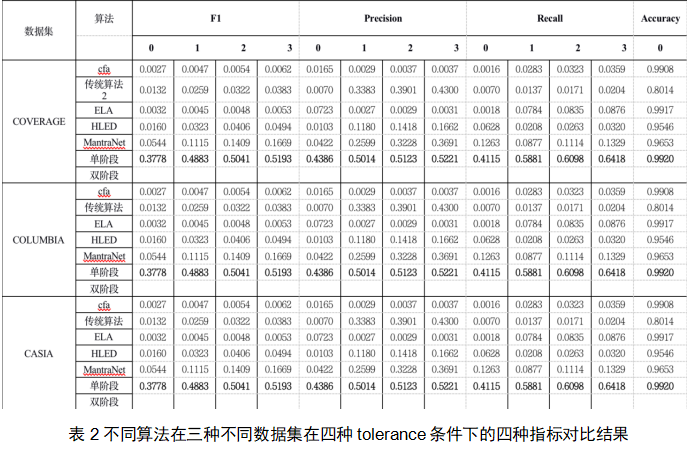 数据集 算法 F1 Precision Recall Accuracy
0 1 2 3 0 1 2 3 0 1 2 3 0
COVERAGE
cfa 0.0027 0.0047 0.0054 0.0062 0.0165 0.0029 0.0037 0.0037 0.0016 0.0283 0.0323 0.0359 0.9908
传统算法
2 0.0132 0.0259 0.0322 0.0383 0.0070 0.3383 0.3901 0.4300 0.0070 0.0137 0.0171 0.0204 0.8014
ELA 0.0032 0.0045 0.0048 0.0053 0.0723 0.0027 0.0029 0.0031 0.0018 0.0784 0.0835 0.0876 0.9917
HLED 0.0160 0.0323 0.0406 0.0494 0.0103 0.1180 0.1418 0.1662 0.0628 0.0208 0.0263 0.0320 0.9546
MantraNet 0.0544 0.1115 0.1409 0.1669 0.0422 0.2599 0.3228 0.3691 0.1263 0.0877 0.1114 0.1329 0.9653
单阶段 0.3778 0.4883 0.5041 0.5193 0.4386 0.5014 0.5123 0.5221 0.4115 0.5881 0.6098 0.6418 0.9920
双阶段
COLUMBIA
cfa 0.0027 0.0047 0.0054 0.0062 0.0165 0.0029 0.0037 0.0037 0.0016 0.0283 0.0323 0.0359 0.9908
传统算法 0.0132 0.0259 0.0322 0.0383 0.0070 0.3383 0.3901 0.4300 0.0070 0.0137 0.0171 0.0204 0.8014
ELA 0.0032 0.0045 0.0048 0.0053 0.0723 0.0027 0.0029 0.0031 0.0018 0.0784 0.0835 0.0876 0.9917
HLED 0.0160 0.0323 0.0406 0.0494 0.0103 0.1180 0.1418 0.1662 0.0628 0.0208 0.0263 0.0320 0.9546
MantraNet 0.0544 0.1115 0.1409 0.1669 0.0422 0.2599 0.3228 0.3691 0.1263 0.0877 0.1114 0.1329 0.9653
单阶段 0.3778 0.4883 0.5041 0.5193 0.4386 0.5014 0.5123 0.5221 0.4115 0.5881 0.6098 0.6418 0.9920
双阶段
CASIA
cfa 0.0027 0.0047 0.0054 0.0062 0.0165 0.0029 0.0037 0.0037 0.0016 0.0283 0.0323 0.0359 0.9908
传统算法 0.0132 0.0259 0.0322 0.0383 0.0070 0.3383 0.3901 0.4300 0.0070 0.0137 0.0171 0.0204 0.8014
ELA 0.0032 0.0045 0.0048 0.0053 0.0723 0.0027 0.0029 0.0031 0.0018 0.0784 0.0835 0.0876 0.9917
HLED 0.0160 0.0323 0.0406 0.0494 0.0103 0.1180 0.1418 0.1662 0.0628 0.0208 0.0263 0.0320 0.9546
MantraNet 0.0544 0.1115 0.1409 0.1669 0.0422 0.2599 0.3228 0.3691 0.1263 0.0877 0.1114 0.1329 0.9653
单阶段 0.3778 0.4883 0.5041 0.5193 0.4386 0.5014 0.5123 0.5221 0.4115 0.5881 0.6098 0.6418 0.9920
双阶段
表 2 不同算法在三种不同数据集在四种 tolerance 条件下的四种指标对比结果